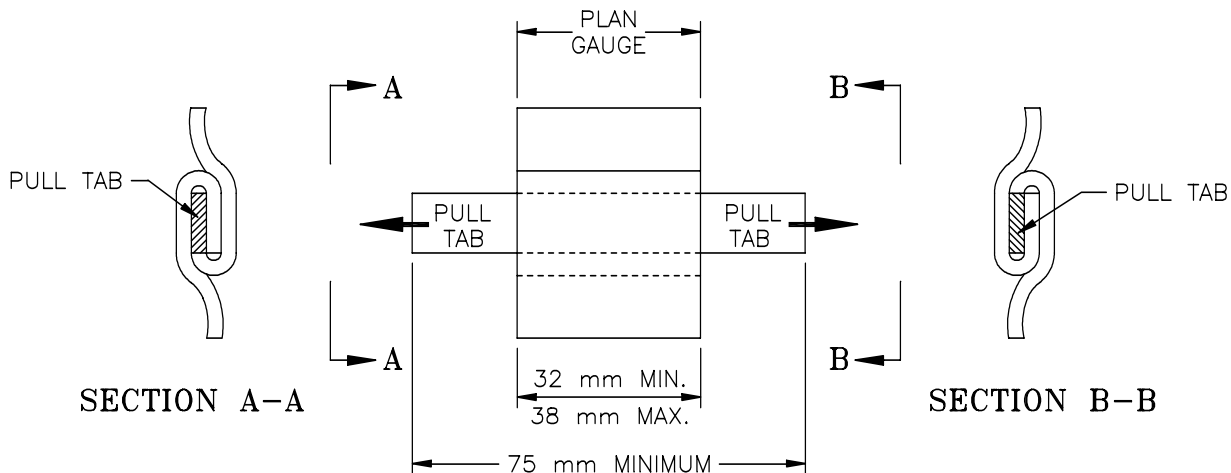 PLAN
GAUGE
A
B
PULL TAB
PULL
TAB
PULL
TAB
PULL TAB
A
B
32 mm MIN.
38 mm MAX.
SECTION A-A
SECTION B-B
75 mm MINIMUM